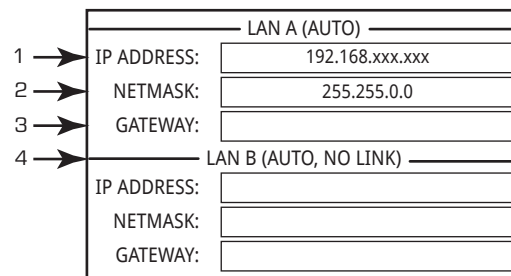 LAN A (AUTO)
1 IP ADDRESS: 192.168.xxx.xxx
2 NETMASK: 255.255.0.0
3 GATEWAY:
4 LAN B (AUTO, NO LINK)
IP ADDRESS:
NETMASK:
GATEWAY: